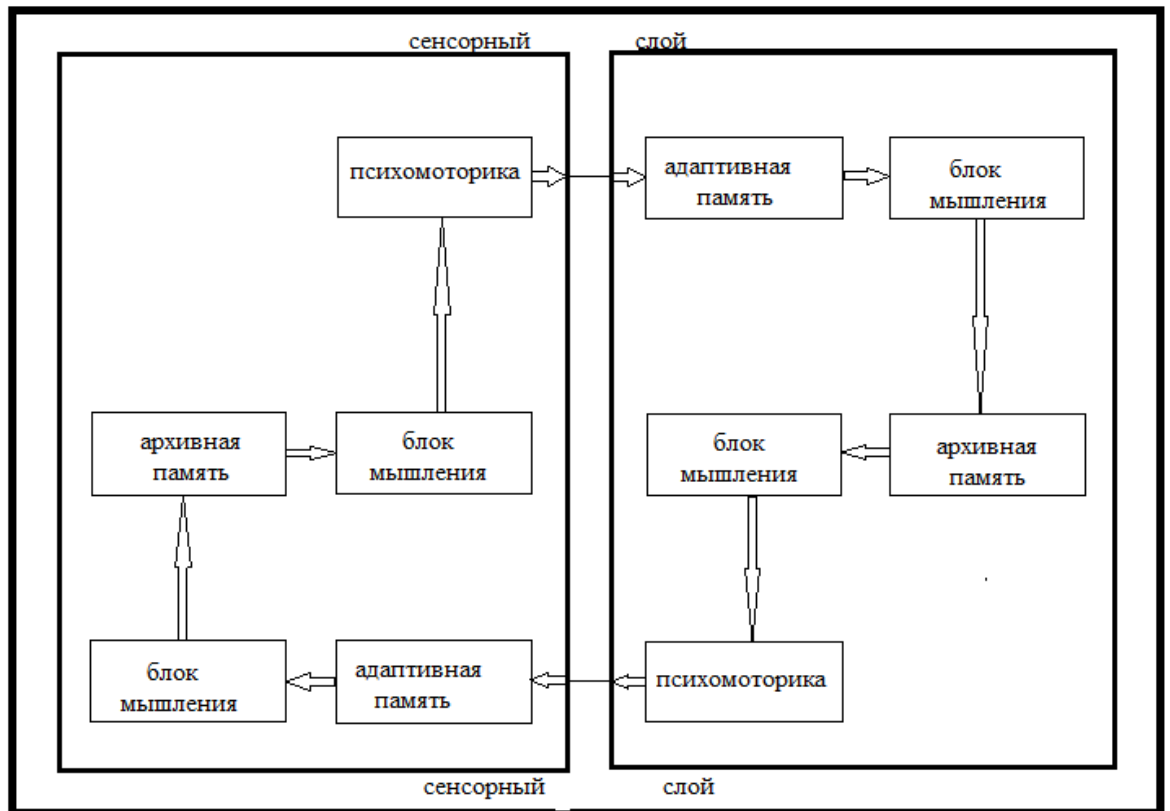 сенсорный слой
психомоторика
адаптивная
память
блок
мышления
архивная
память
блок
мышления
блок
мышления
архивная
память
блок
мышления
адаптивная
память
психомоторика
сенсорный слой